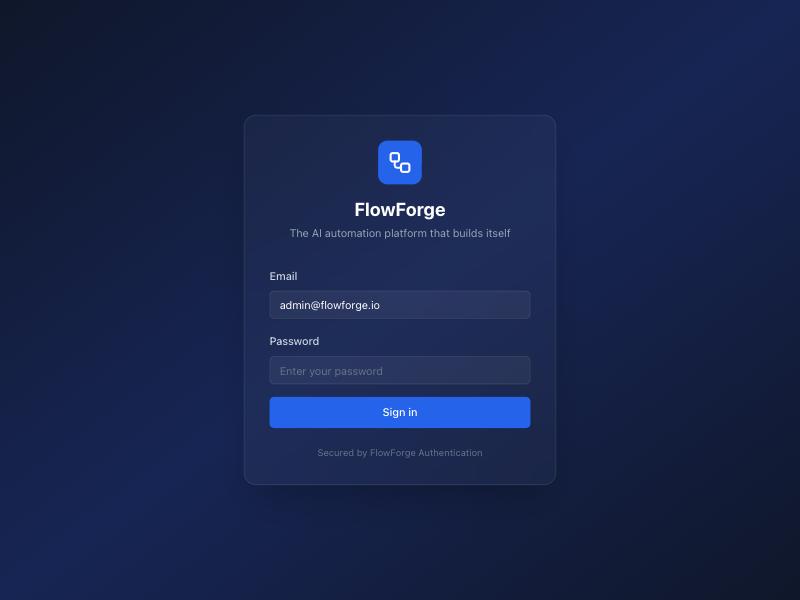 FlowForge
The AI automation platform that builds itself
Email
admin@flowforge.io
Password
Enter your password
Sign in
Secured by FlowForge Authentication